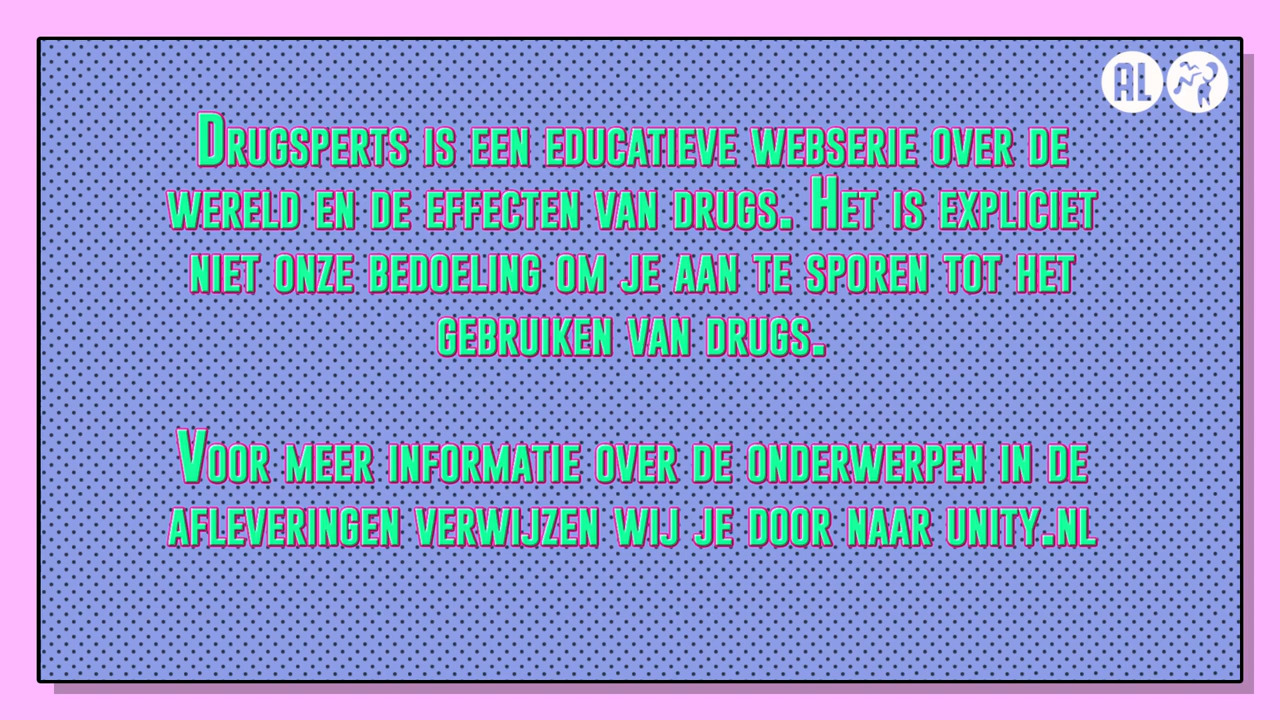 AL
Drugsperts is een educatieve webserie over de
wereld en de effecten van drugs. Het is expliciet
niet onze bedoeling om je aan te sporen tot het
gebruiken van drugs.
Voor meer informatie over de onderwerpen in de
afleveringen verwijzen wij je door naar unity.nl